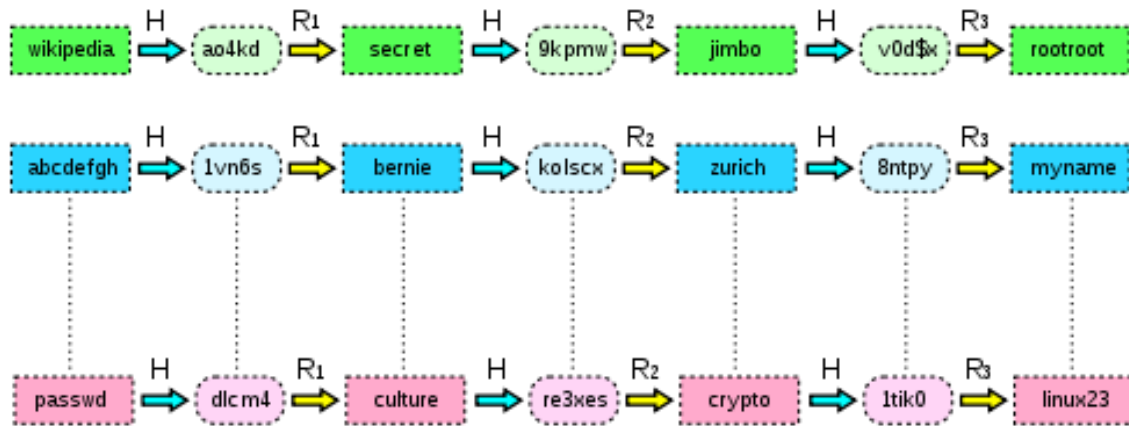 H R1 H R2 H R3
wikipedia ao4kd secret 9kpmw jimbo v0d$x rootroot
H R1 H R2 H R3
abcdefgh 1vn6s bernie kolscx zurich 8ntpy myname
H R1 H R2 H R3
passwd dlcm4 culture re3xes crypto 1tik0 linux23